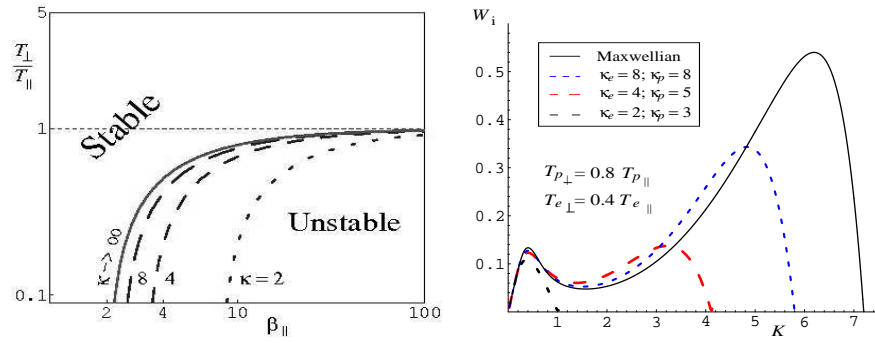 5
T⊥
T∥
1
0.1
Stable
Unstable
κ−> ∞
8
4
κ = 2
2
4
10
100
β∥
W i
0.5
0.4
0.3
0.2
0.1
Maxwellian
κe = 8; κp = 8
κe = 4; κp = 5
κe = 2; κp = 3
Tp⊥ = 0.8 Tp∥
Te⊥ = 0.4 Te∥
1
2
3
4
5
6
7
K